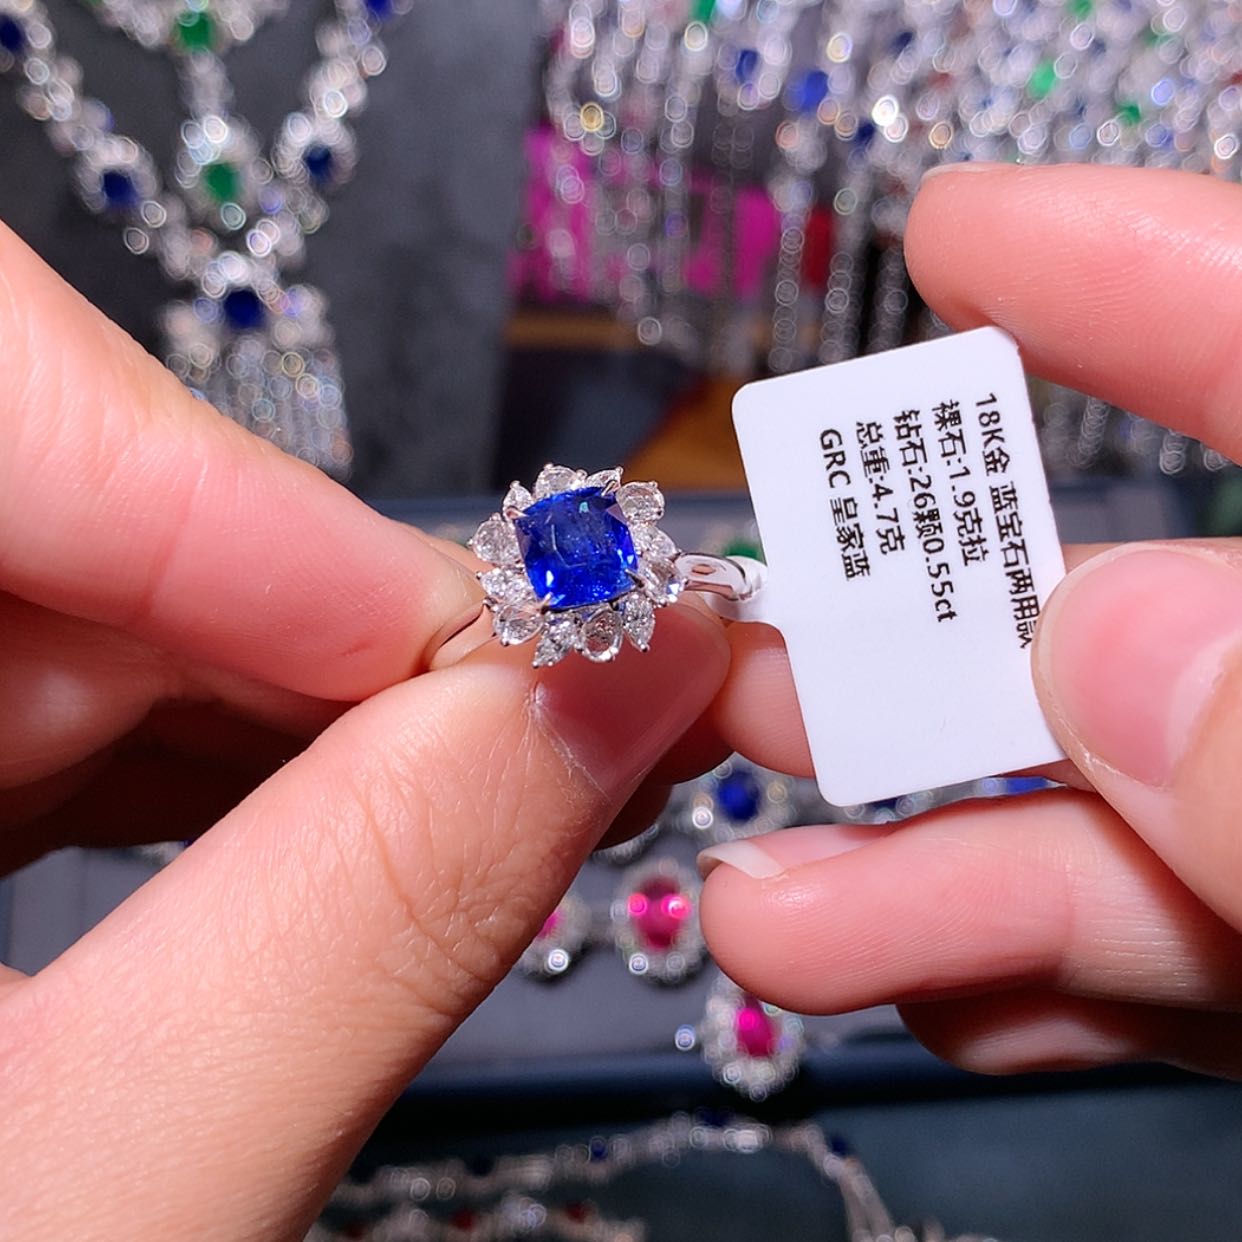 18K金 蓝宝石两用款
裸石:1.9克拉
钻石:26颗0.55ct
总重:4.7克
GRC 呈家蓝